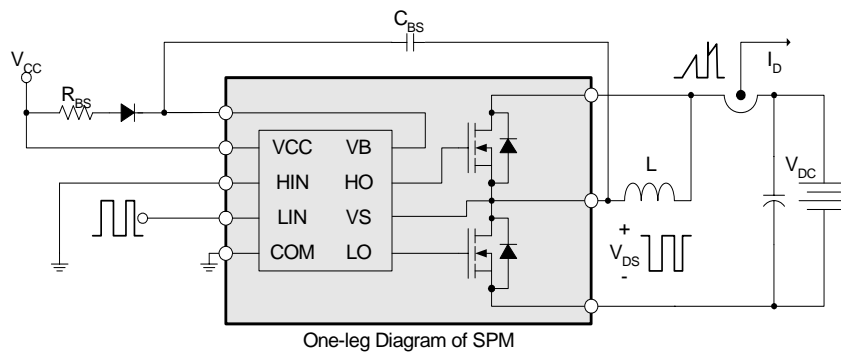 C_BS
V_CC
R_BS
I_D
VCC VB
HIN HO
LIN VS
COM LO
L
V_DC
+
V_DS
-
One-leg Diagram of SPM